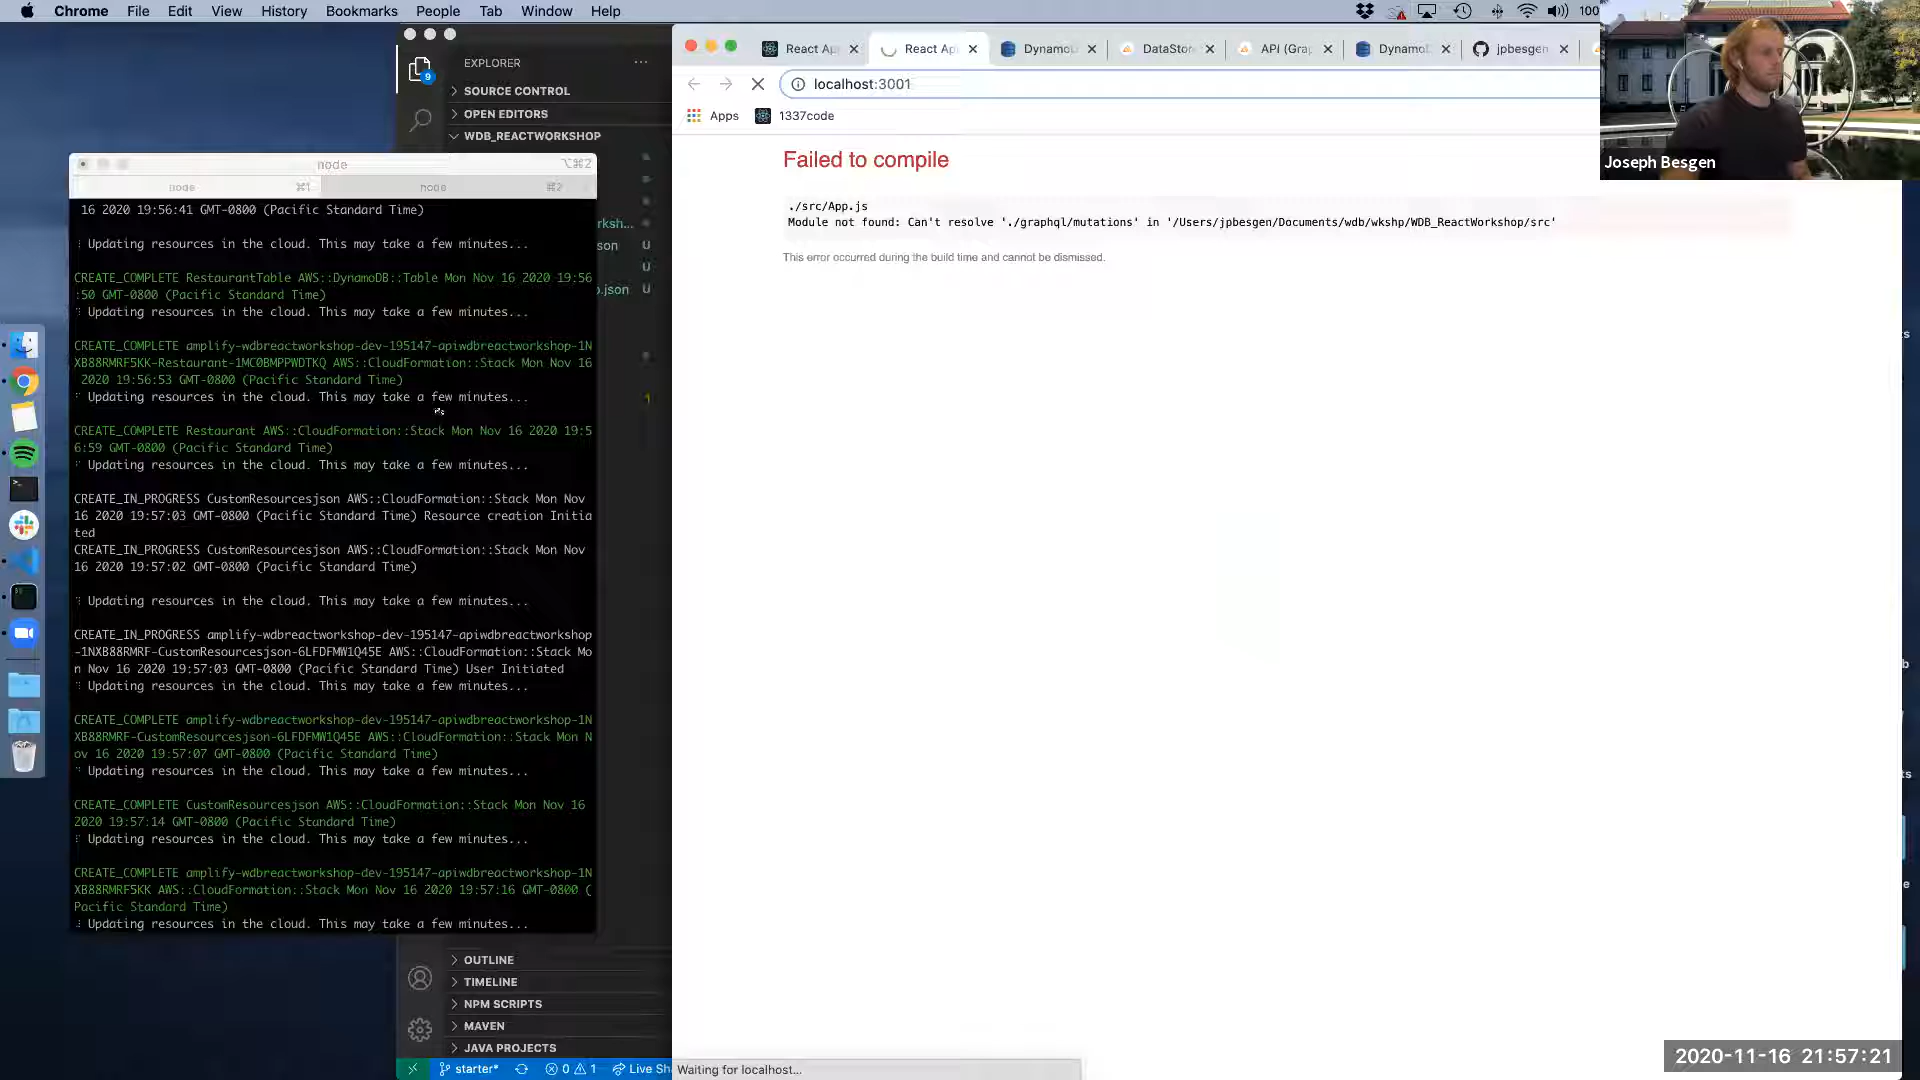 Chrome File Edit View History Bookmarks People Tab Window Help
100
EXPLORER
9
SOURCE CONTROL
OPEN EDITORS
WDB_REACTWORKSHOP
rksh...
son U
U
p.json U
OUTLINE
TIMELINE
NPM SCRIPTS
MAVEN
JAVA PROJECTS
starter* 0 1 Live Sh
node ⌥⌘2
node ⌘1 node ⌘2
16 2020 19:56:41 GMT-0800 (Pacific Standard Time)
Updating resources in the cloud. This may take a few minutes...
CREATE_COMPLETE RestaurantTable AWS::DynamoDB::Table Mon Nov 16 2020 19:56
:50 GMT-0800 (Pacific Standard Time)
Updating resources in the cloud. This may take a few minutes...
CREATE_COMPLETE amplify-wdbreactworkshop-dev-195147-apiwdbreactworkshop-1N
XB88RMRF5KK-Restaurant-1MC0BMPPWDTKQ AWS::CloudFormation::Stack Mon Nov 16
2020 19:56:53 GMT-0800 (Pacific Standard Time)
Updating resources in the cloud. This may take a few minutes...
CREATE_COMPLETE Restaurant AWS::CloudFormation::Stack Mon Nov 16 2020 19:5
6:59 GMT-0800 (Pacific Standard Time)
Updating resources in the cloud. This may take a few minutes...
CREATE_IN_PROGRESS CustomResourcesjson AWS::CloudFormation::Stack Mon Nov
16 2020 19:57:03 GMT-0800 (Pacific Standard Time) Resource creation Initia
ted
CREATE_IN_PROGRESS CustomResourcesjson AWS::CloudFormation::Stack Mon Nov
16 2020 19:57:02 GMT-0800 (Pacific Standard Time)
Updating resources in the cloud. This may take a few minutes...
CREATE_IN_PROGRESS amplify-wdbreactworkshop-dev-195147-apiwdbreactworkshop
-1NXB88RMRF-CustomResourcesjson-6LFDFMW1Q45E AWS::CloudFormation::Stack Mo
n Nov 16 2020 19:57:03 GMT-0800 (Pacific Standard Time) User Initiated
Updating resources in the cloud. This may take a few minutes...
CREATE_COMPLETE amplify-wdbreactworkshop-dev-195147-apiwdbreactworkshop-1N
XB88RMRF-CustomResourcesjson-6LFDFMW1Q45E AWS::CloudFormation::Stack Mon N
ov 16 2020 19:57:07 GMT-0800 (Pacific Standard Time)
Updating resources in the cloud. This may take a few minutes...
CREATE_COMPLETE CustomResourcesjson AWS::CloudFormation::Stack Mon Nov 16
2020 19:57:14 GMT-0800 (Pacific Standard Time)
Updating resources in the cloud. This may take a few minutes...
CREATE_COMPLETE amplify-wdbreactworkshop-dev-195147-apiwdbreactworkshop-1N
XB88RMRF5KK AWS::CloudFormation::Stack Mon Nov 16 2020 19:57:16 GMT-0800 (
Pacific Standard Time)
Updating resources in the cloud. This may take a few minutes...
React Ap React Ap Dynamo DataStor API (Grap Dynamo jpbesgen
localhost:3001
Apps 1337code
Failed to compile
./src/App.js
Module not found: Can't resolve './graphql/mutations' in '/Users/jpbesgen/Documents/wdb/wkshp/WDB_ReactWorkshop/src'
This error occurred during the build time and cannot be dismissed.
Waiting for localhost...
Joseph Besgen
2020-11-16 21:57:21